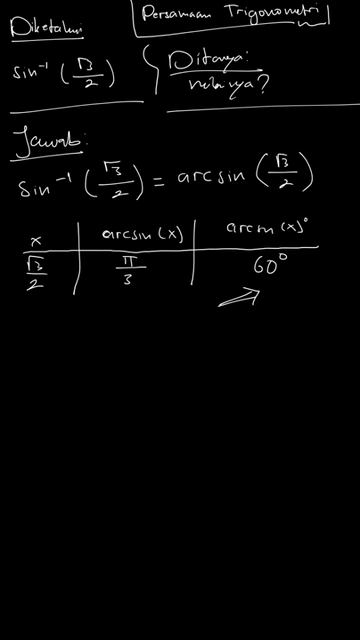 Persamaan Trigonometri
Diketahui
sin⁻¹ (√3/2)
Ditanya:
nilainya?
Jawab:
sin⁻¹ (√3/2) = arcsin (√3/2)
x | arcsin (x) | arcsin (x)°
√3/2 | π/3 | 60°